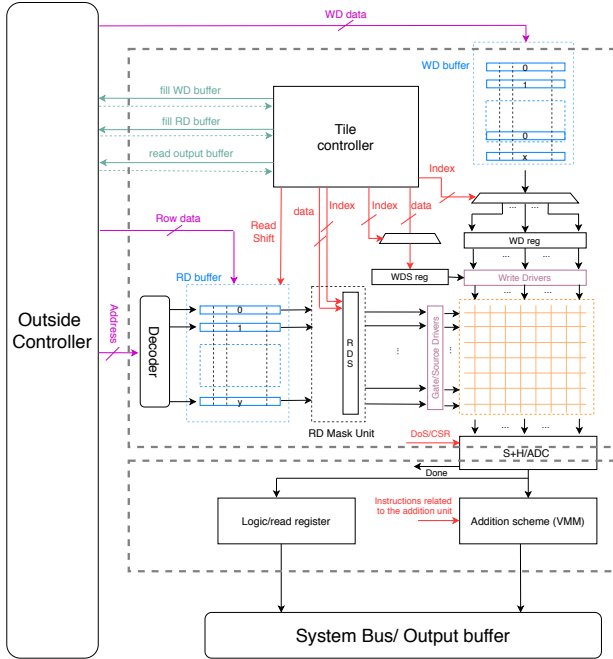 WD data
WD buffer
0
1
0
x
fill WD buffer
fill RD buffer
read output buffer
Tile
controller
Index
Row data
Read
Shift
data
Index
Index
data
... ...
WD reg
RD buffer
... ...
WDS reg
Write Drivers
... ...
Outside
Controller
Address
Decoder
0
1
y
RDS
RD Mask Unit
...
Gate/Source Drivers
...
DoS/CSR
... ...
S+H/ADC
Done
Logic/read register
Instructions related
to the addition unit
Addition scheme (VMM)
System Bus/ Output buffer